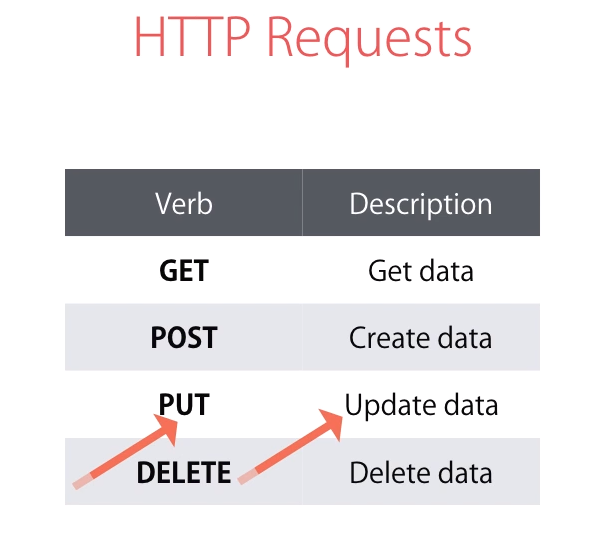 HTTP Requests
Verb Description
GET Get data
POST Create data
PUT Update data
DELETE Delete data